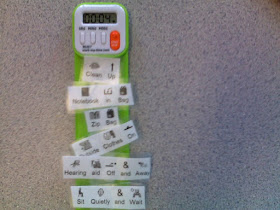 00:04
Clean Up
Notebook in Bag
Zip Bag
Clothes On
Hearing aid Off & and Away
Sit Quietly & and Wait